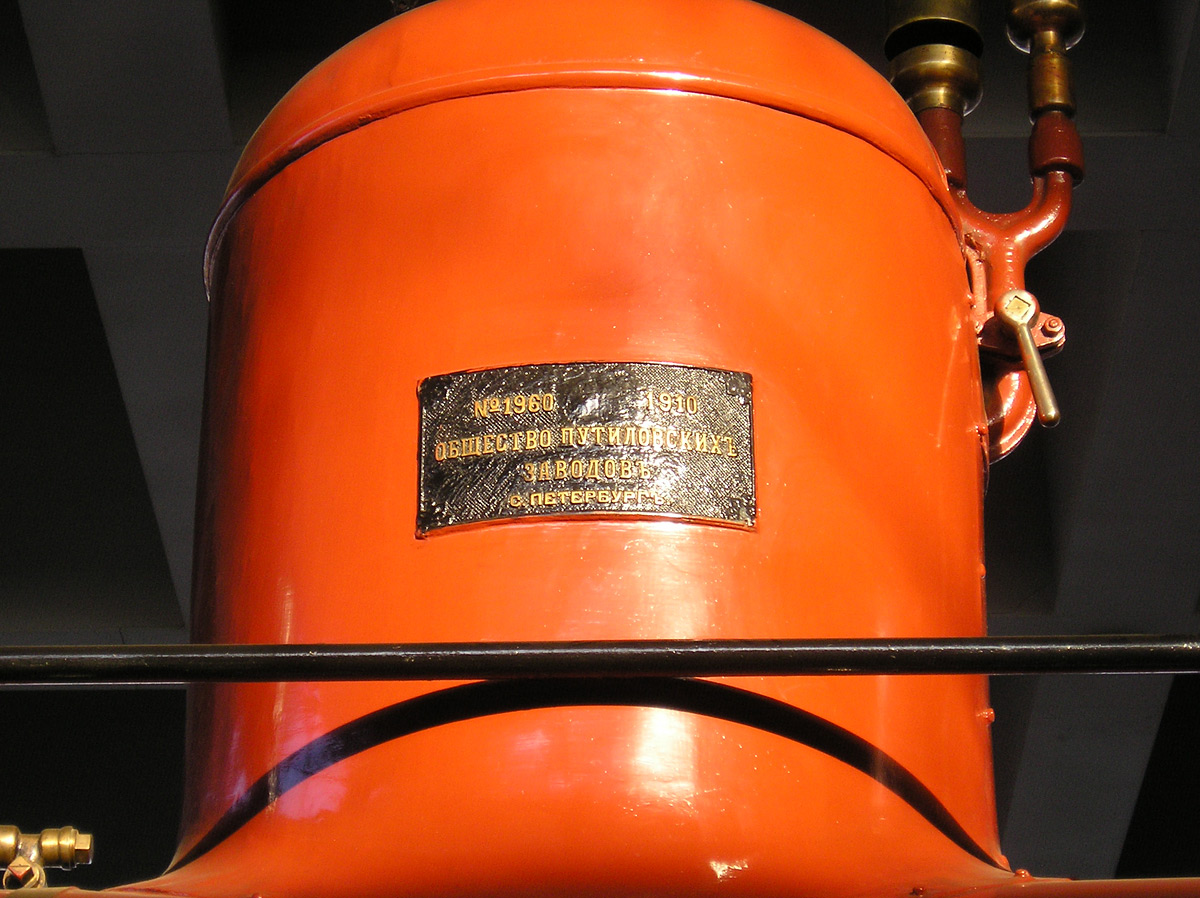 №1960 1910
ОБЩЕСТВО ПУТИЛОВСКИХЪ
ЗАВОДОВЪ
С. ПЕТЕРБУРГЪ.